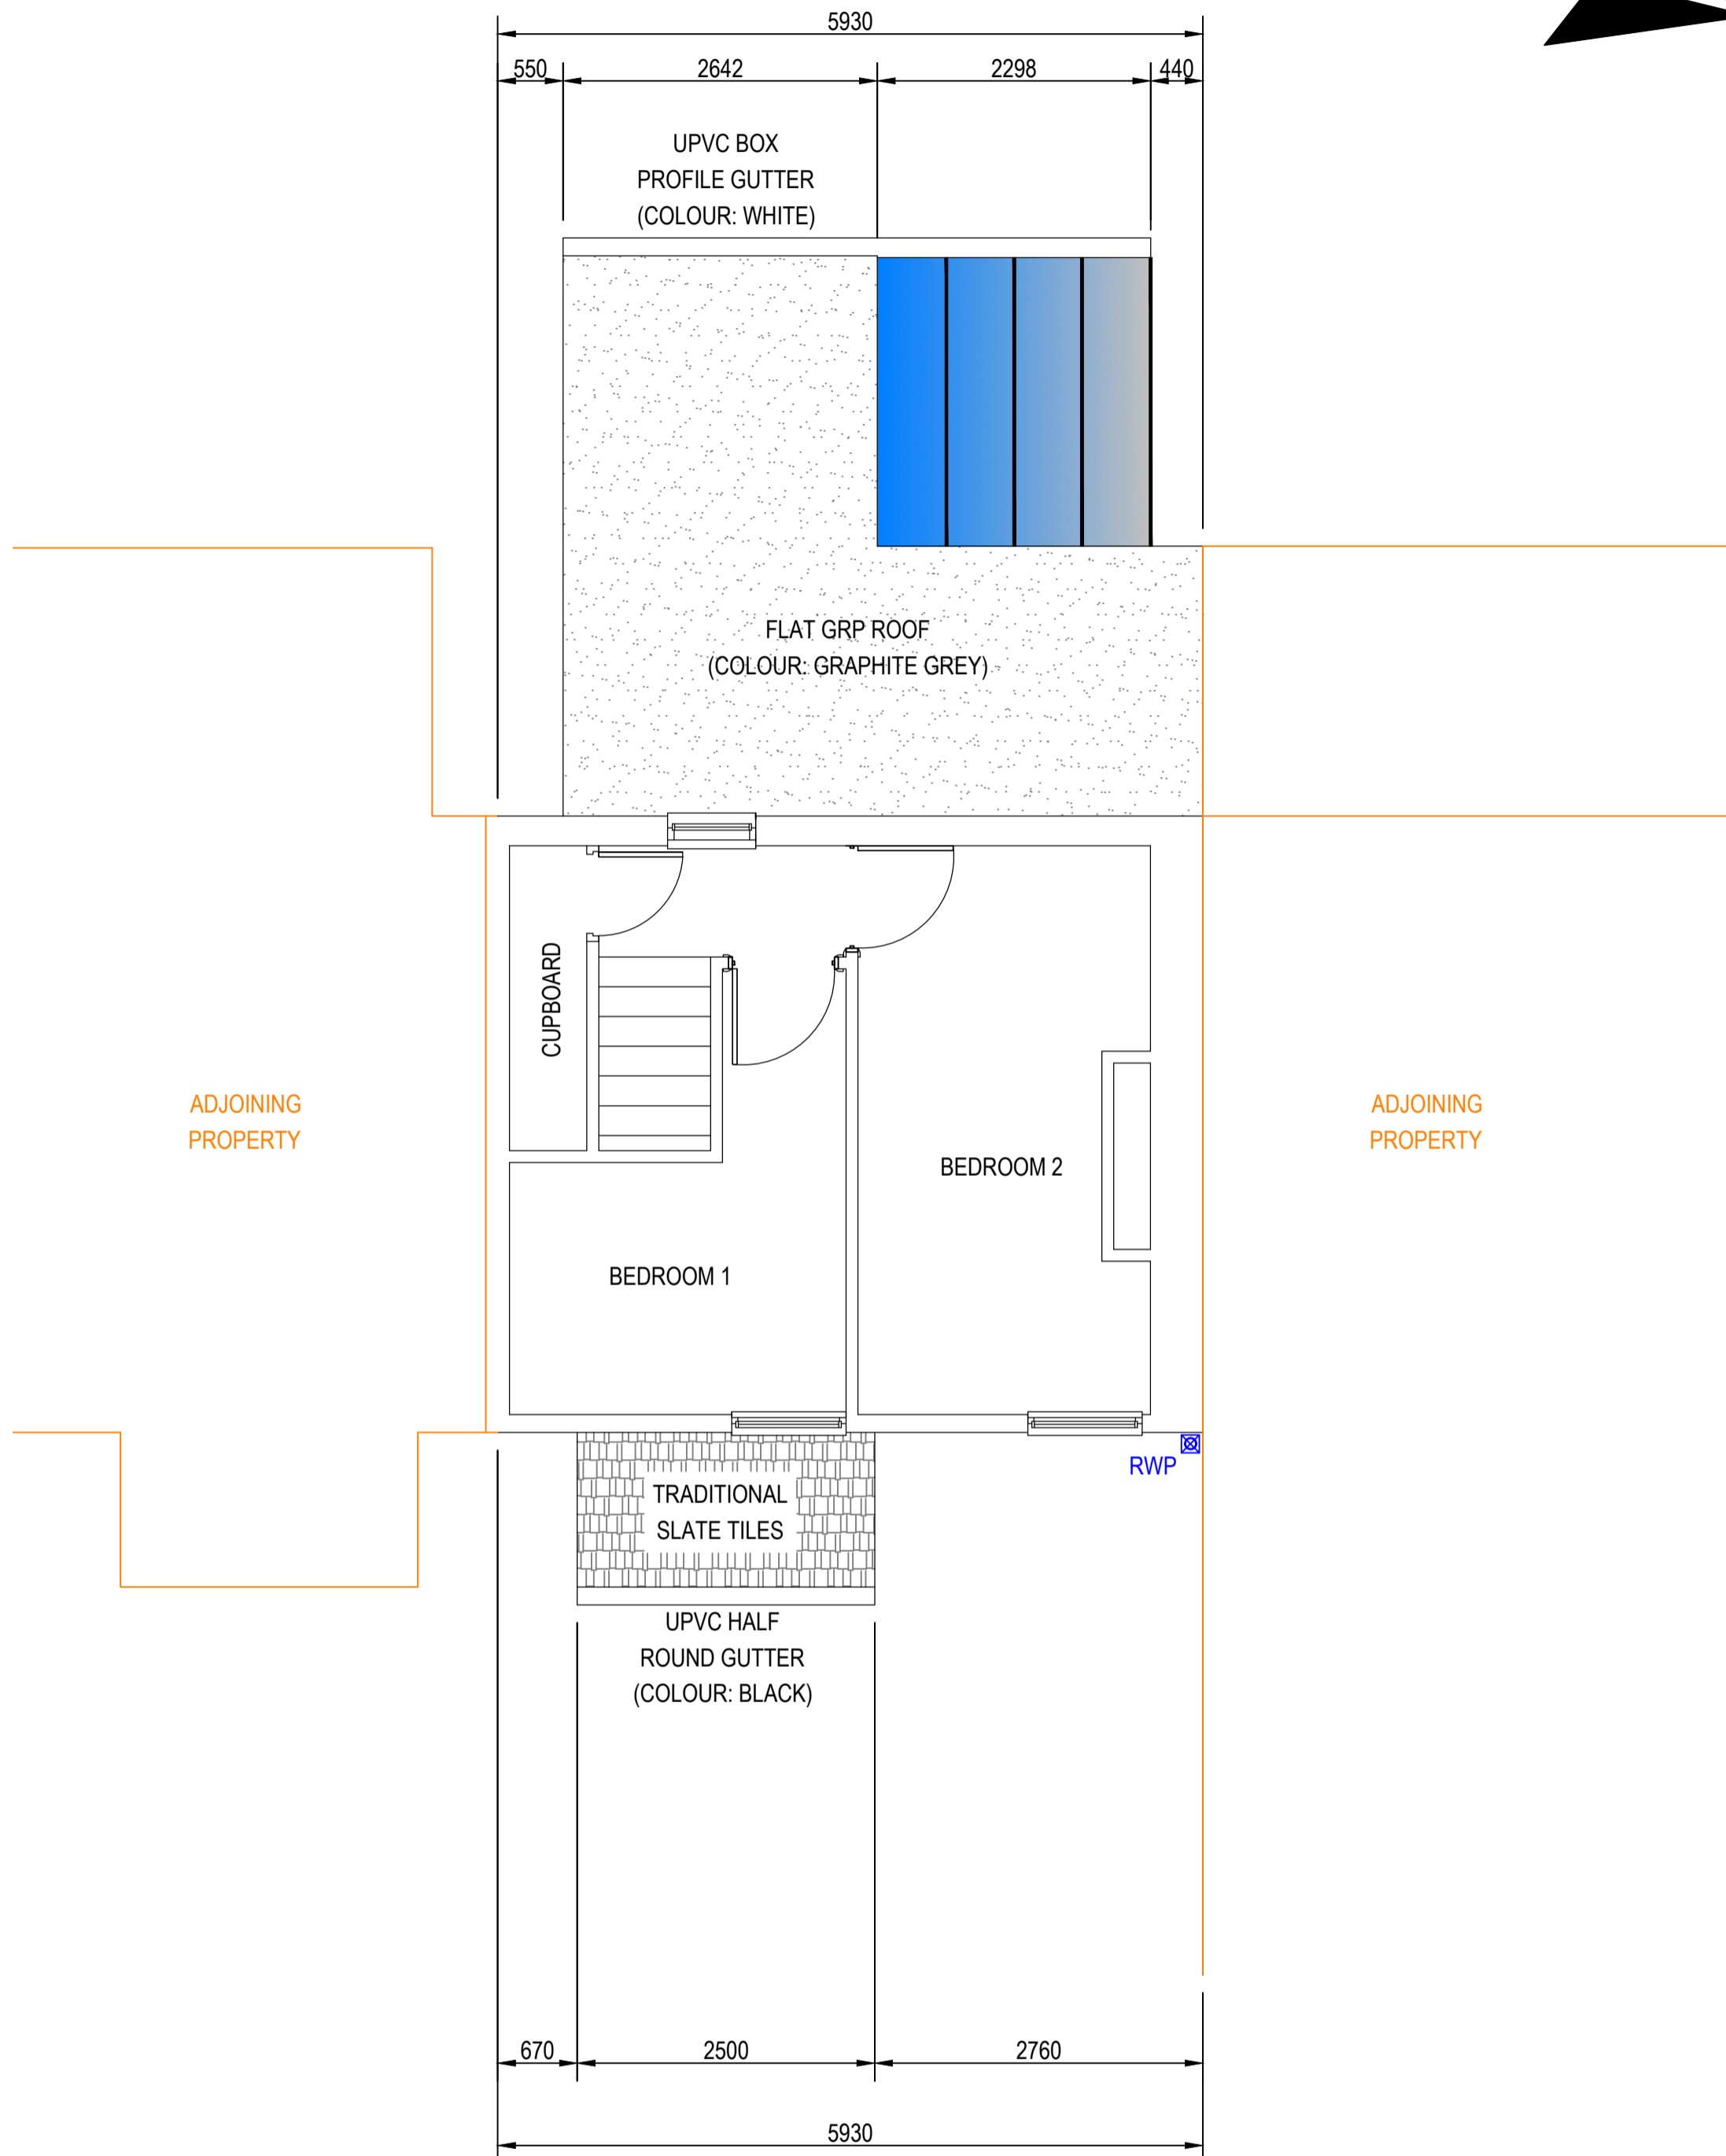 5930
550
2642
2298
440
UPVC BOX
PROFILE GUTTER
(COLOUR: WHITE)
FLAT GRP ROOF
(COLOUR: GRAPHITE GREY)
CUPBOARD
ADJOINING
PROPERTY
ADJOINING
PROPERTY
BEDROOM 2
BEDROOM 1
RWP
TRADITIONAL
SLATE TILES
UPVC HALF
ROUND GUTTER
(COLOUR: BLACK)
670
2500
2760
5930